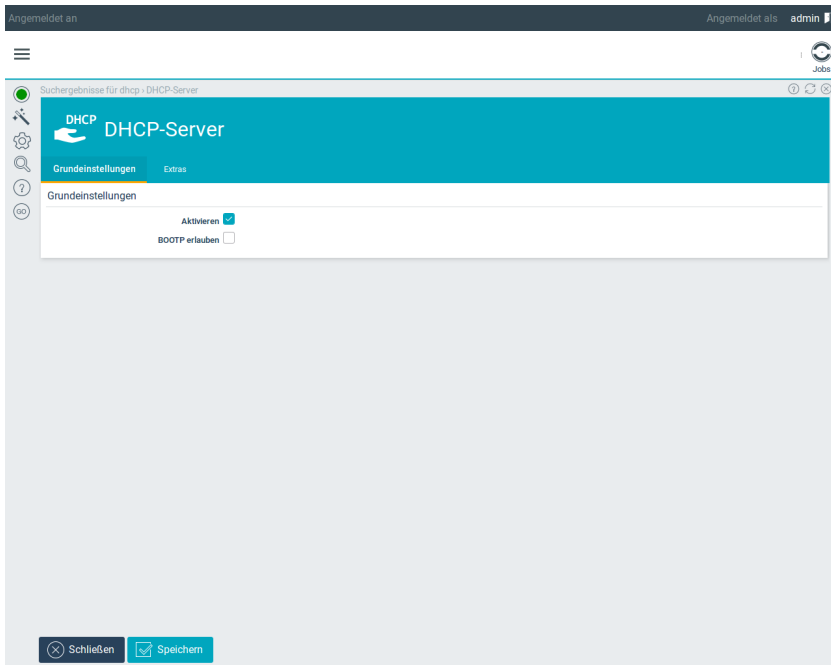 Angemeldet an
Angemeldet als admin
Jobs
Suchergebnisse für dhcp › DHCP-Server
DHCP
DHCP-Server
Grundeinstellungen Extras
Grundeinstellungen
Aktivieren
BOOTP erlauben
GO
Schließen Speichern